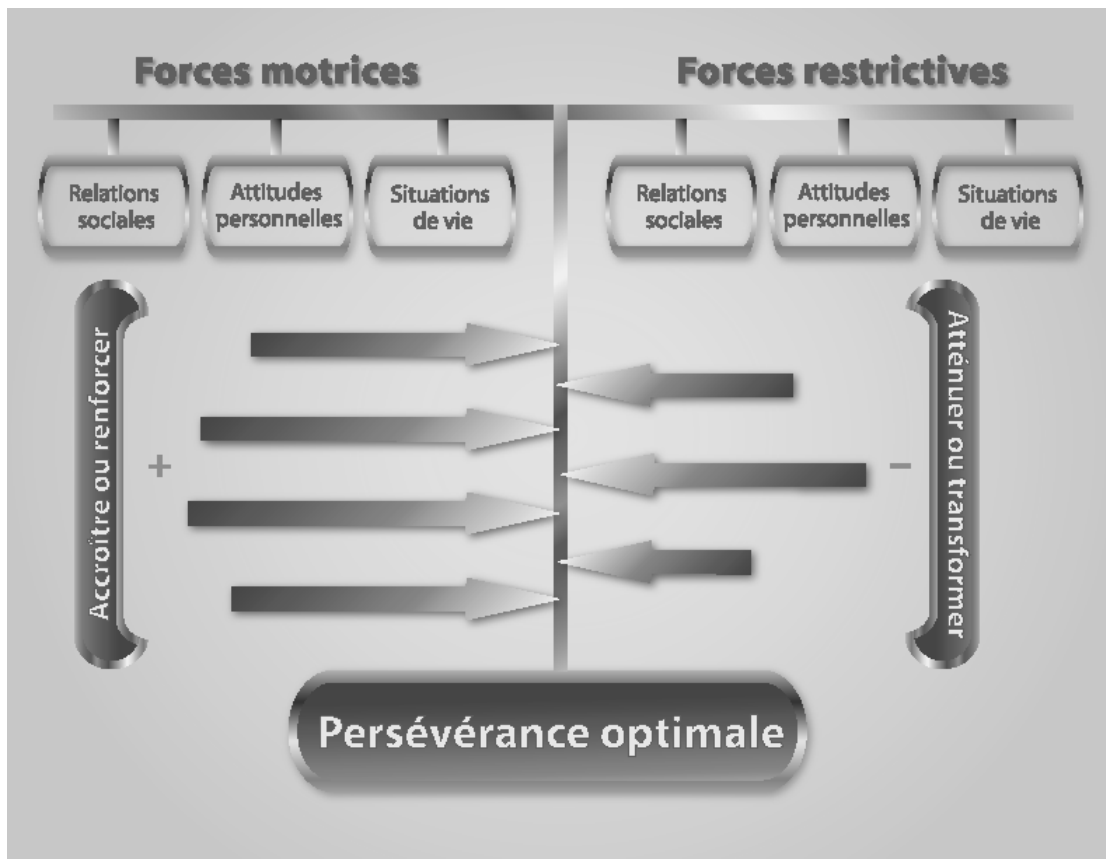 Forces motrices
Forces restrictives
Relations
sociales
Attitudes
personnelles
Situations
de vie
Relations
sociales
Attitudes
personnelles
Situations
de vie
Accroître ou renforcer
+
−
Atténuer ou transformer
Persévérance optimale